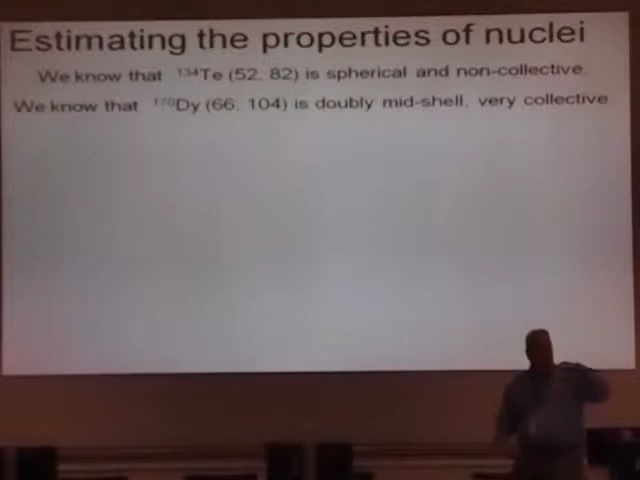 Estimating the properties of nuclei
We know that ¹³⁴Te (52, 82) is spherical and non-collective.
We know that ¹⁷⁰Dy (66, 104) is doubly mid-shell, very collective